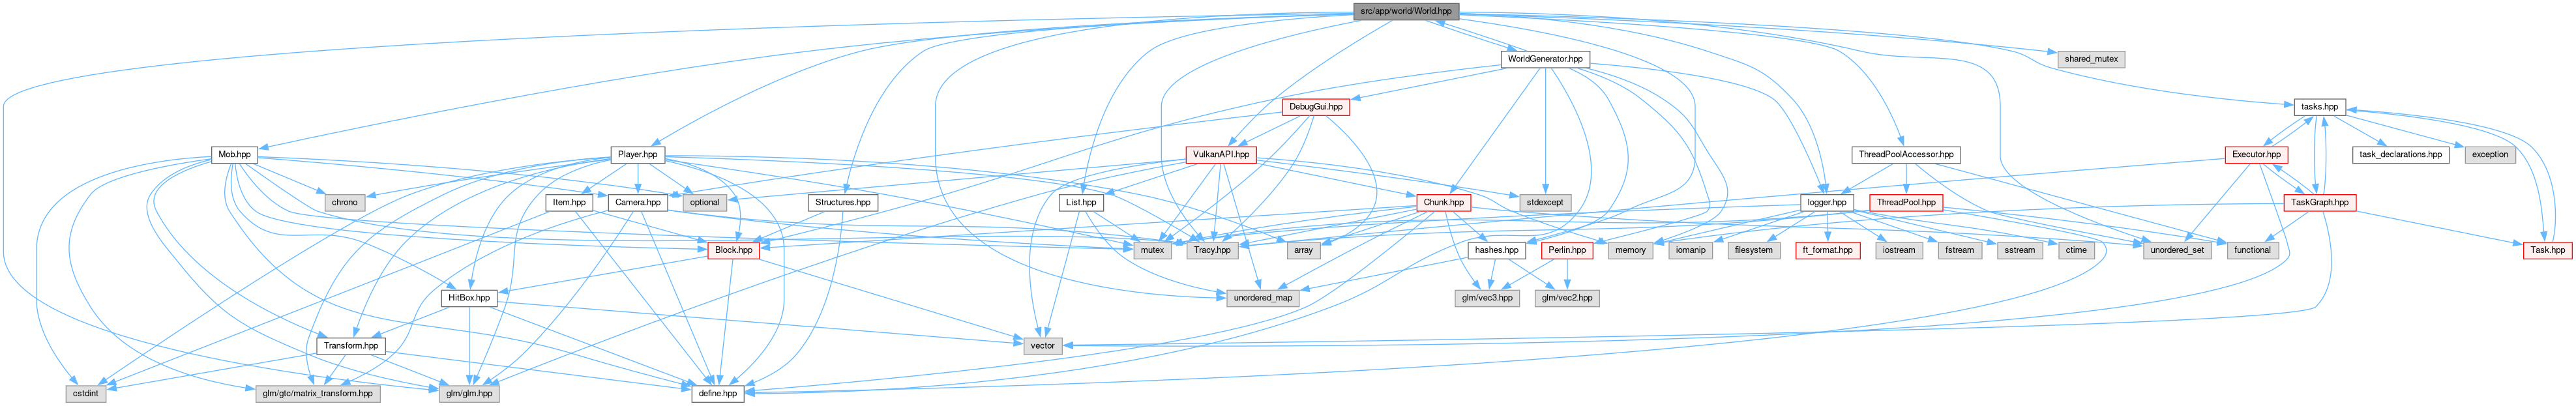 src/app/world/World.hpp
WorldGenerator.hpp
shared_mutex
DebugGui.hpp
tasks.hpp
Mob.hpp
Player.hpp
VulkanAPI.hpp
ThreadPoolAccessor.hpp
Executor.hpp
task_declarations.hpp
exception
chrono
Item.hpp
Camera.hpp
optional
Structures.hpp
List.hpp
stdexcept
Chunk.hpp
logger.hpp
ThreadPool.hpp
TaskGraph.hpp
Block.hpp
mutex
Tracy.hpp
array
memory
iomanip
filesystem
ft_format.hpp
iostream
fstream
sstream
ctime
unordered_set
functional
Task.hpp
hashes.hpp
Perlin.hpp
HitBox.hpp
unordered_map
glm/vec3.hpp
glm/vec2.hpp
Transform.hpp
vector
cstdint
glm/gtc/matrix_transform.hpp
glm/glm.hpp
define.hpp